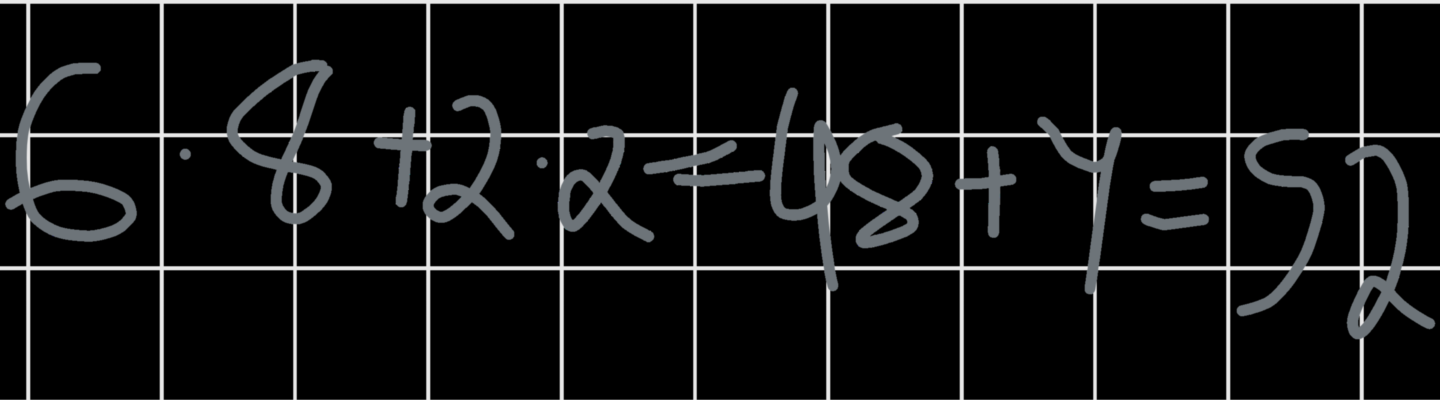 6 · 8 + 2 · 2 = 48 + 4 = 52